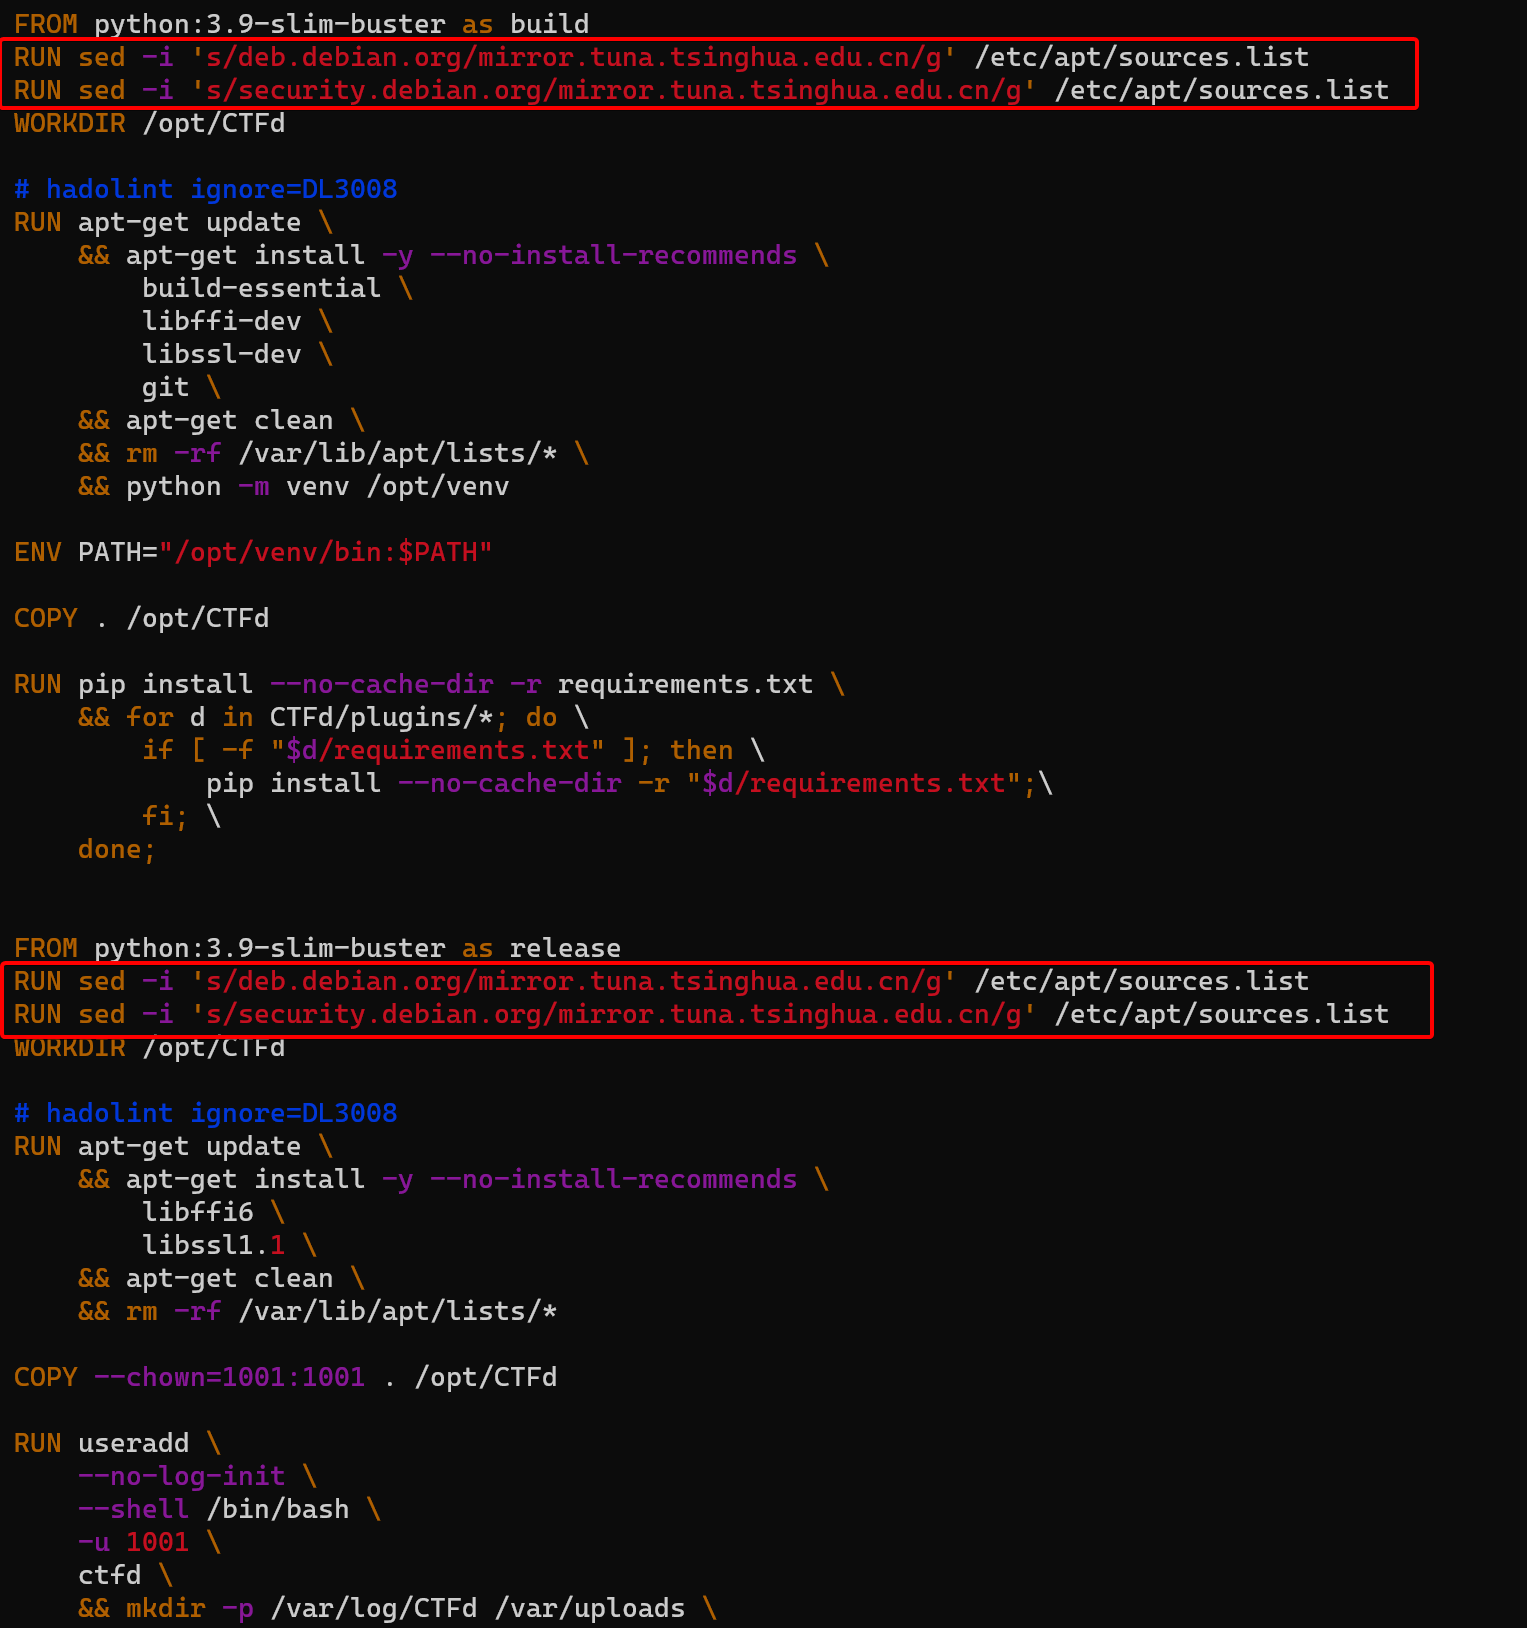 FROM python:3.9-slim-buster as build
RUN sed -i 's/deb.debian.org/mirror.tuna.tsinghua.edu.cn/g' /etc/apt/sources.list
RUN sed -i 's/security.debian.org/mirror.tuna.tsinghua.edu.cn/g' /etc/apt/sources.list
WORKDIR /opt/CTFd

# hadolint ignore=DL3008
RUN apt-get update \
    && apt-get install -y --no-install-recommends \
        build-essential \
        libffi-dev \
        libssl-dev \
        git \
    && apt-get clean \
    && rm -rf /var/lib/apt/lists/* \
    && python -m venv /opt/venv

ENV PATH="/opt/venv/bin:$PATH"

COPY . /opt/CTFd

RUN pip install --no-cache-dir -r requirements.txt \
    && for d in CTFd/plugins/*; do \
        if [ -f "$d/requirements.txt" ]; then \
            pip install --no-cache-dir -r "$d/requirements.txt";\
        fi; \
    done;


FROM python:3.9-slim-buster as release
RUN sed -i 's/deb.debian.org/mirror.tuna.tsinghua.edu.cn/g' /etc/apt/sources.list
RUN sed -i 's/security.debian.org/mirror.tuna.tsinghua.edu.cn/g' /etc/apt/sources.list
WORKDIR /opt/CTFd

# hadolint ignore=DL3008
RUN apt-get update \
    && apt-get install -y --no-install-recommends \
        libffi6 \
        libssl1.1 \
    && apt-get clean \
    && rm -rf /var/lib/apt/lists/*

COPY --chown=1001:1001 . /opt/CTFd

RUN useradd \
    --no-log-init \
    --shell /bin/bash \
    -u 1001 \
    ctfd \
    && mkdir -p /var/log/CTFd /var/uploads \